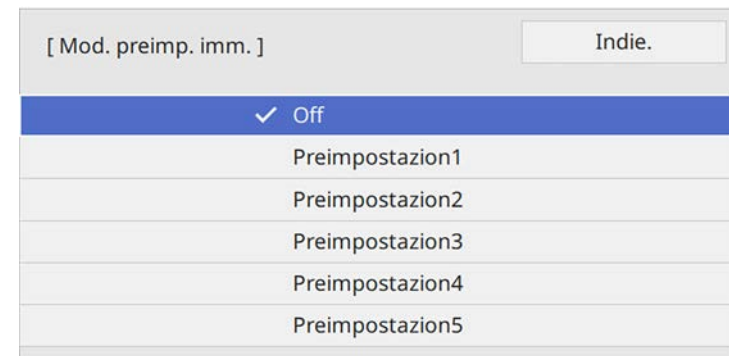 [ Mod. preimp. imm. ]
Indie.
Off
Preimpostazion1
Preimpostazion2
Preimpostazion3
Preimpostazion4
Preimpostazion5